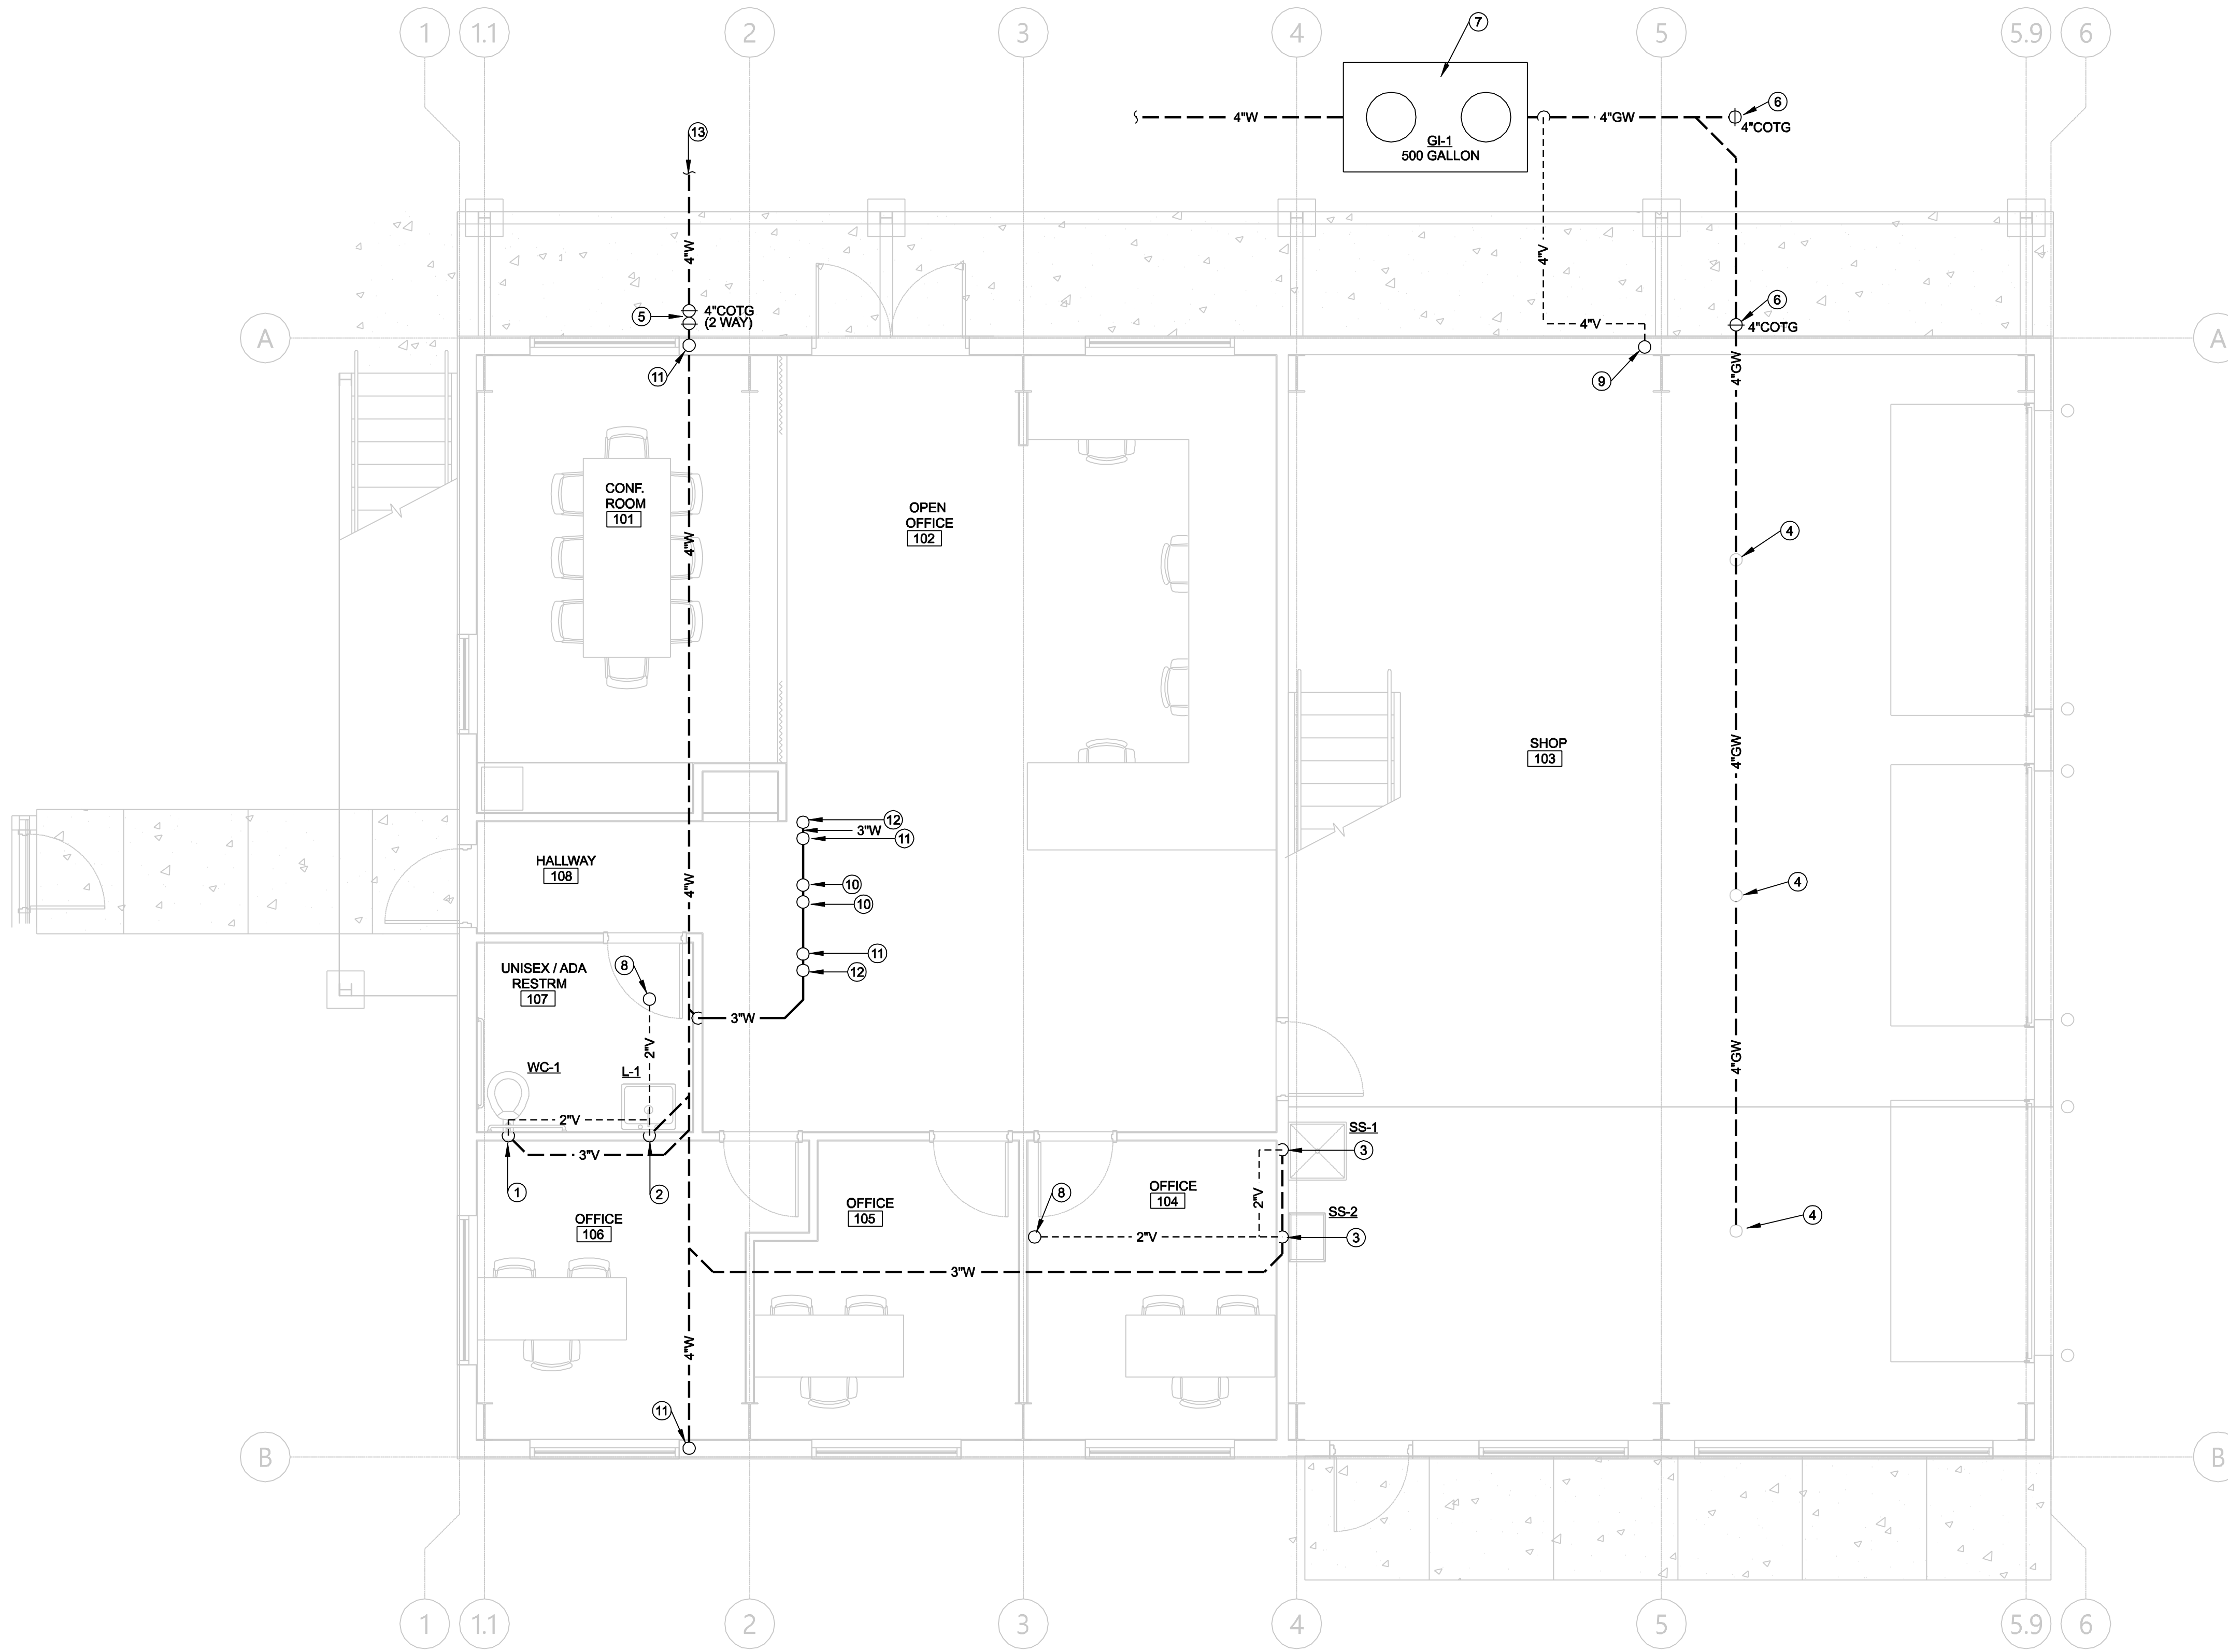 1
1.1
2
3
4
5
5.9
6
7
13
4"W
GI-1
500 GALLON
4"GW
6
4"COTG
4"W
4"V
5
4"COTG
(2 WAY)
6
4"COTG
4"V
A
A
11
9
4"GW
CONF.
ROOM
101
OPEN
OFFICE
102
4"W
4
SHOP
103
4"GW
12
3"W
11
HALLWAY
108
4"W
10
10
4
11
12
UNISEX / ADA
RESTRM
107
8
3"W
2"V
4"GW
WC-1
L-1
2"V
3"V
SS-1
3
1
2
OFFICE
104
8
2"V
OFFICE
105
OFFICE
106
SS-2
3
4
2"V
3"W
4"W
11
B
B
1
1.1
2
3
4
5
5.9
6